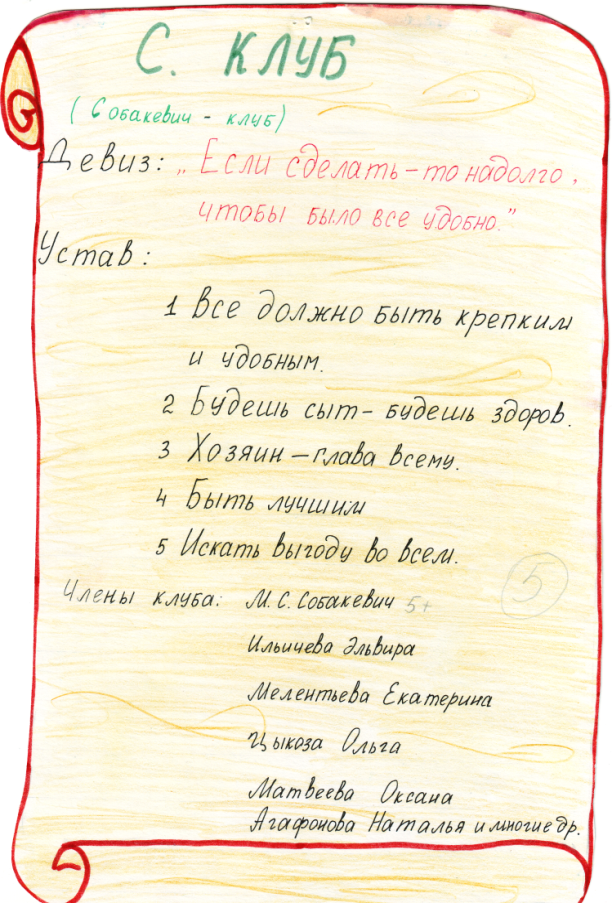 С. КЛУБ
(Собакевич - клуб)
Девиз: „Если сделать - то надолго,
чтобы было все удобно."
Устав:
1 Все должно быть крепким
и удобным.
2 Будешь сыт - будешь здоров.
3 Хозяин - глава всему.
4 Быть лучшим
5 Искать выгоду во всем.
5
Члены клуба: М. С. Собакевич 5+
Ильичева Эльвира
Мелентьева Екатерина
Цыкоза Ольга
Матвеева Оксана
Агафонова Наталья и многие др.